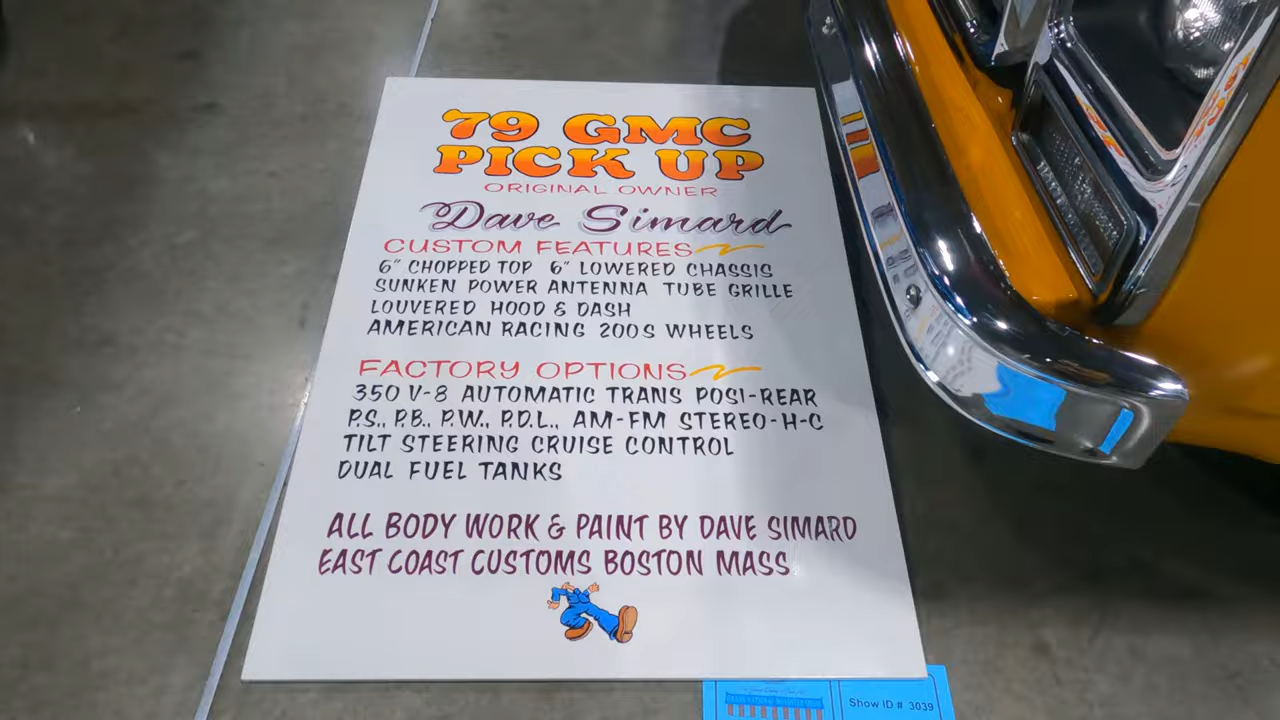 79 GMC
PICK UP
ORIGINAL OWNER
Dave Simard
CUSTOM FEATURES
6" CHOPPED TOP 6" LOWERED CHASSIS
SUNKEN POWER ANTENNA TUBE GRILLE
LOUVERED HOOD & DASH
AMERICAN RACING 200S WHEELS
FACTORY OPTIONS
350 V-8 AUTOMATIC TRANS POSI-REAR
P.S., P.B., P.W., P.D.L., AM-FM STEREO-H-C
TILT STEERING CRUISE CONTROL
DUAL FUEL TANKS
ALL BODY WORK & PAINT BY DAVE SIMARD
EAST COAST CUSTOMS BOSTON MASS
Show ID # 3039